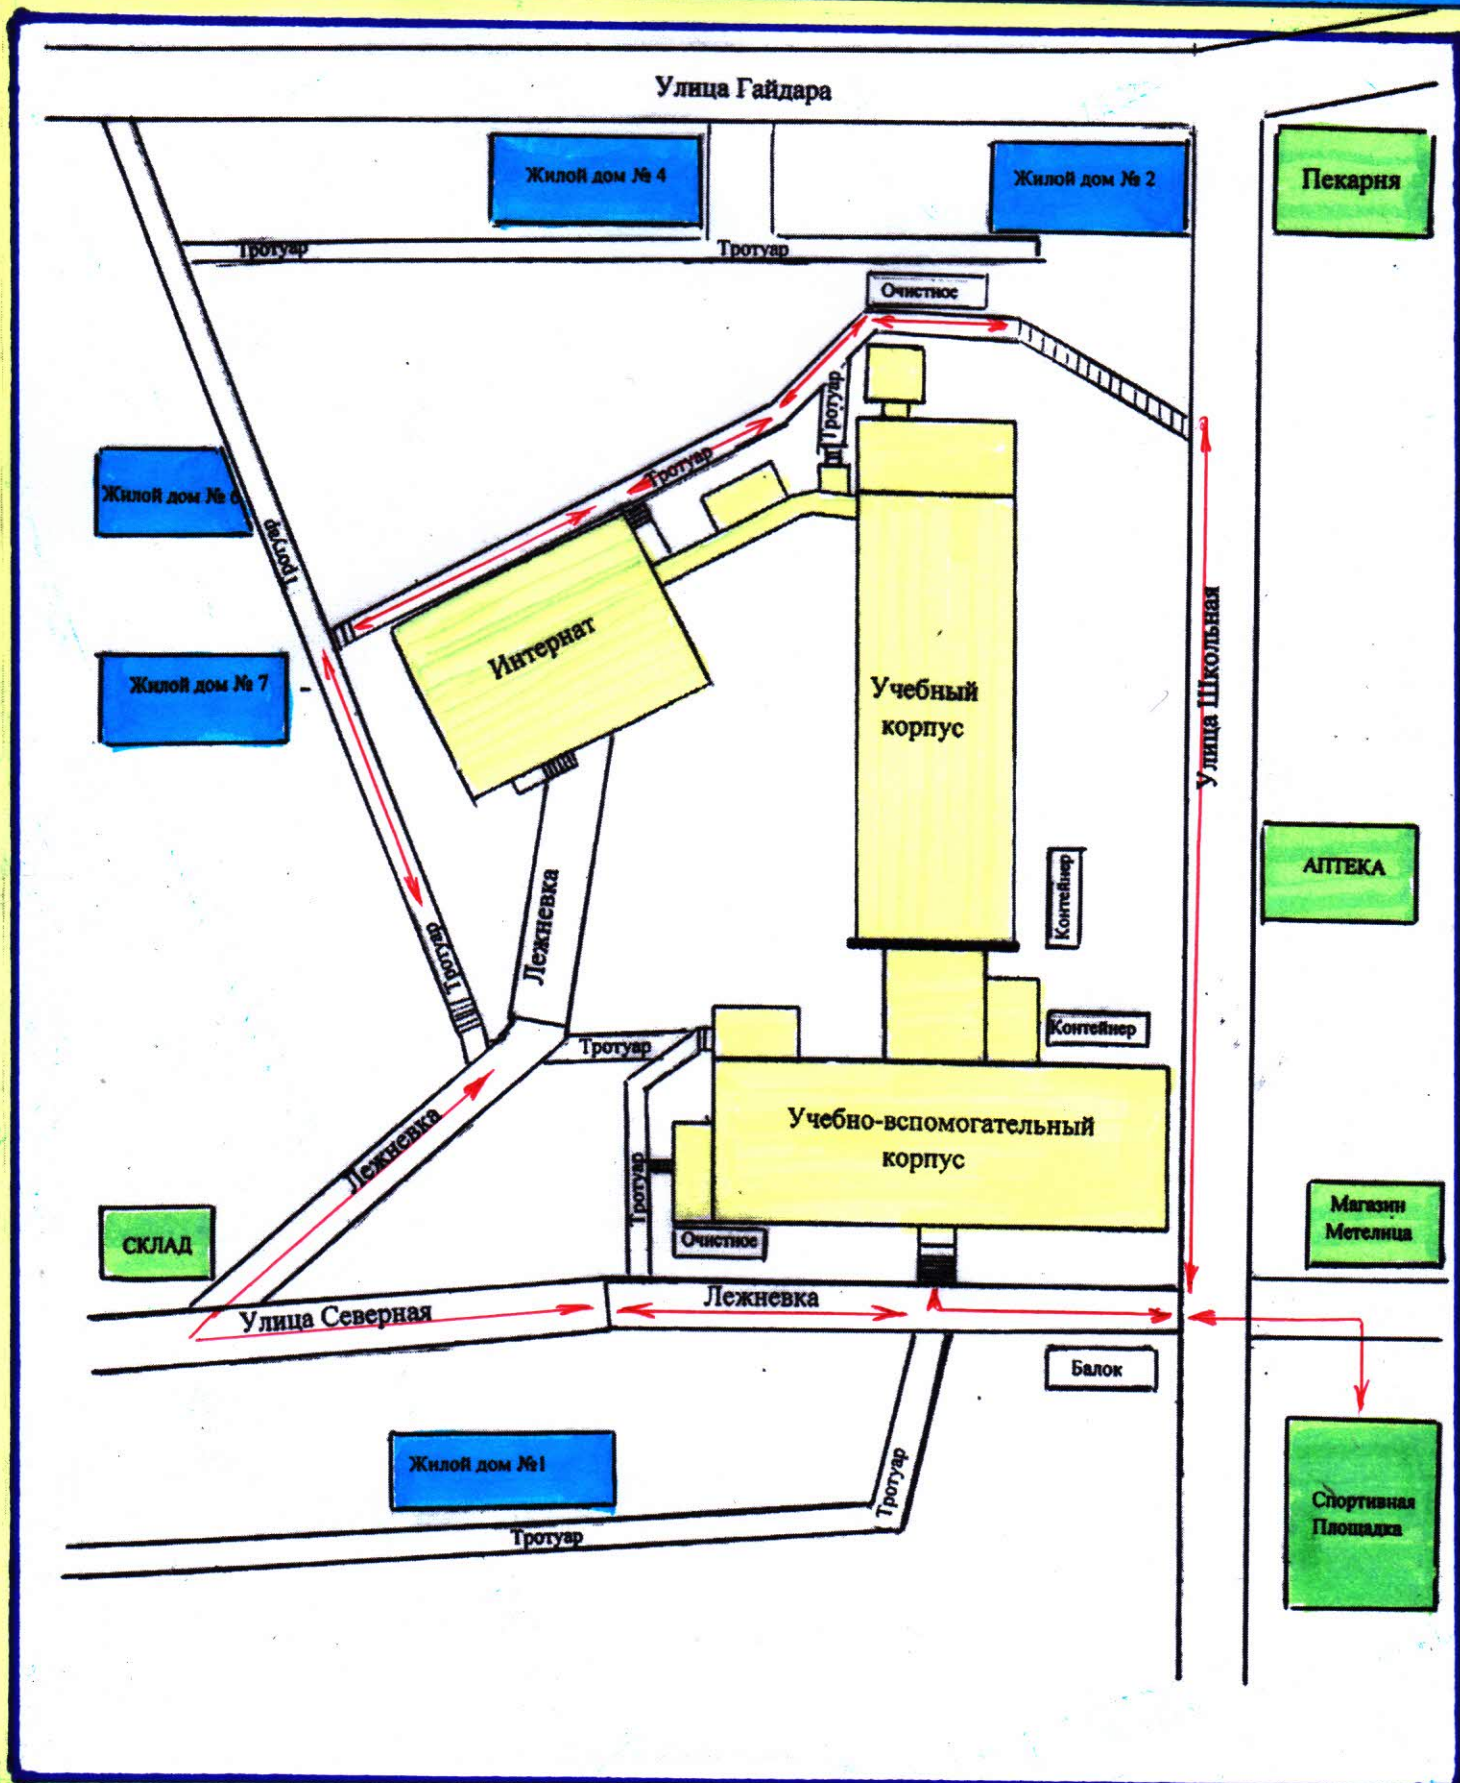 Улица Гайдара
Жилой дом № 4
Жилой дом № 2
Пекарня
Тротуар
Тротуар
Очистное
Тротуар
Тротуар
Жилой дом № 6
Тротуар
Интернат
Улица Школьная
Жилой дом № 7
Учебный
корпус
АПТЕКА
Контейнер
Лежневка
Тротуар
Контейнер
Тротуар
Учебно-вспомогательный
корпус
Лежневка
Тротуар
Магазин
Метелица
СКЛАД
Очистное
Лежневка
Улица Северная
Балок
Жилой дом №1
Тротуар
Спортивная
Площадка
Тротуар